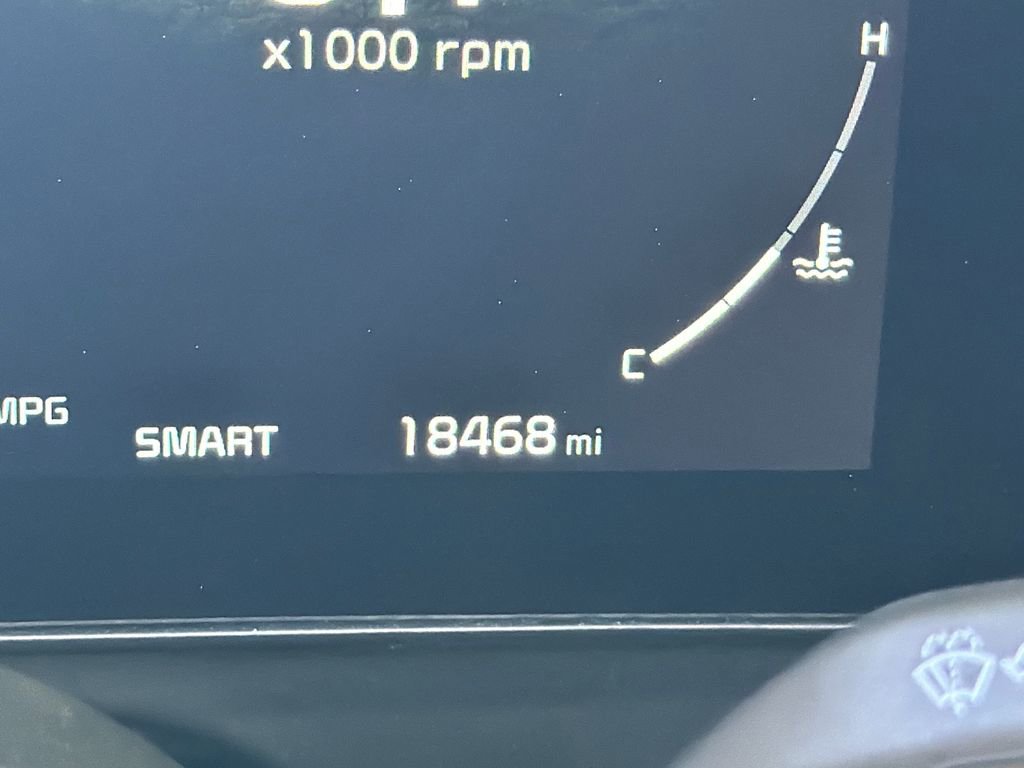 x1000 rpm
H
C
MPG
SMART
18468 mi